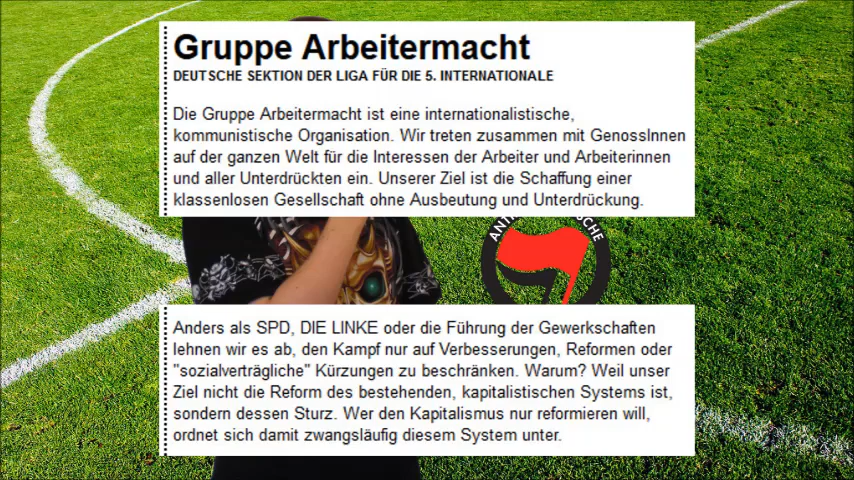 Gruppe Arbeitermacht
DEUTSCHE SEKTION DER LIGA FÜR DIE 5. INTERNATIONALE
Die Gruppe Arbeitermacht ist eine internationalistische,
kommunistische Organisation. Wir treten zusammen mit GenossInnen
auf der ganzen Welt für die Interessen der Arbeiter und Arbeiterinnen
und aller Unterdrückten ein. Unserer Ziel ist die Schaffung einer
klassenlosen Gesellschaft ohne Ausbeutung und Unterdrückung.
Anders als SPD, DIE LINKE oder die Führung der Gewerkschaften
lehnen wir es ab, den Kampf nur auf Verbesserungen, Reformen oder
"sozialverträgliche" Kürzungen zu beschränken. Warum? Weil unser
Ziel nicht die Reform des bestehenden, kapitalistischen Systems ist,
sondern dessen Sturz. Wer den Kapitalismus nur reformieren will,
ordnet sich damit zwangsläufig diesem System unter.